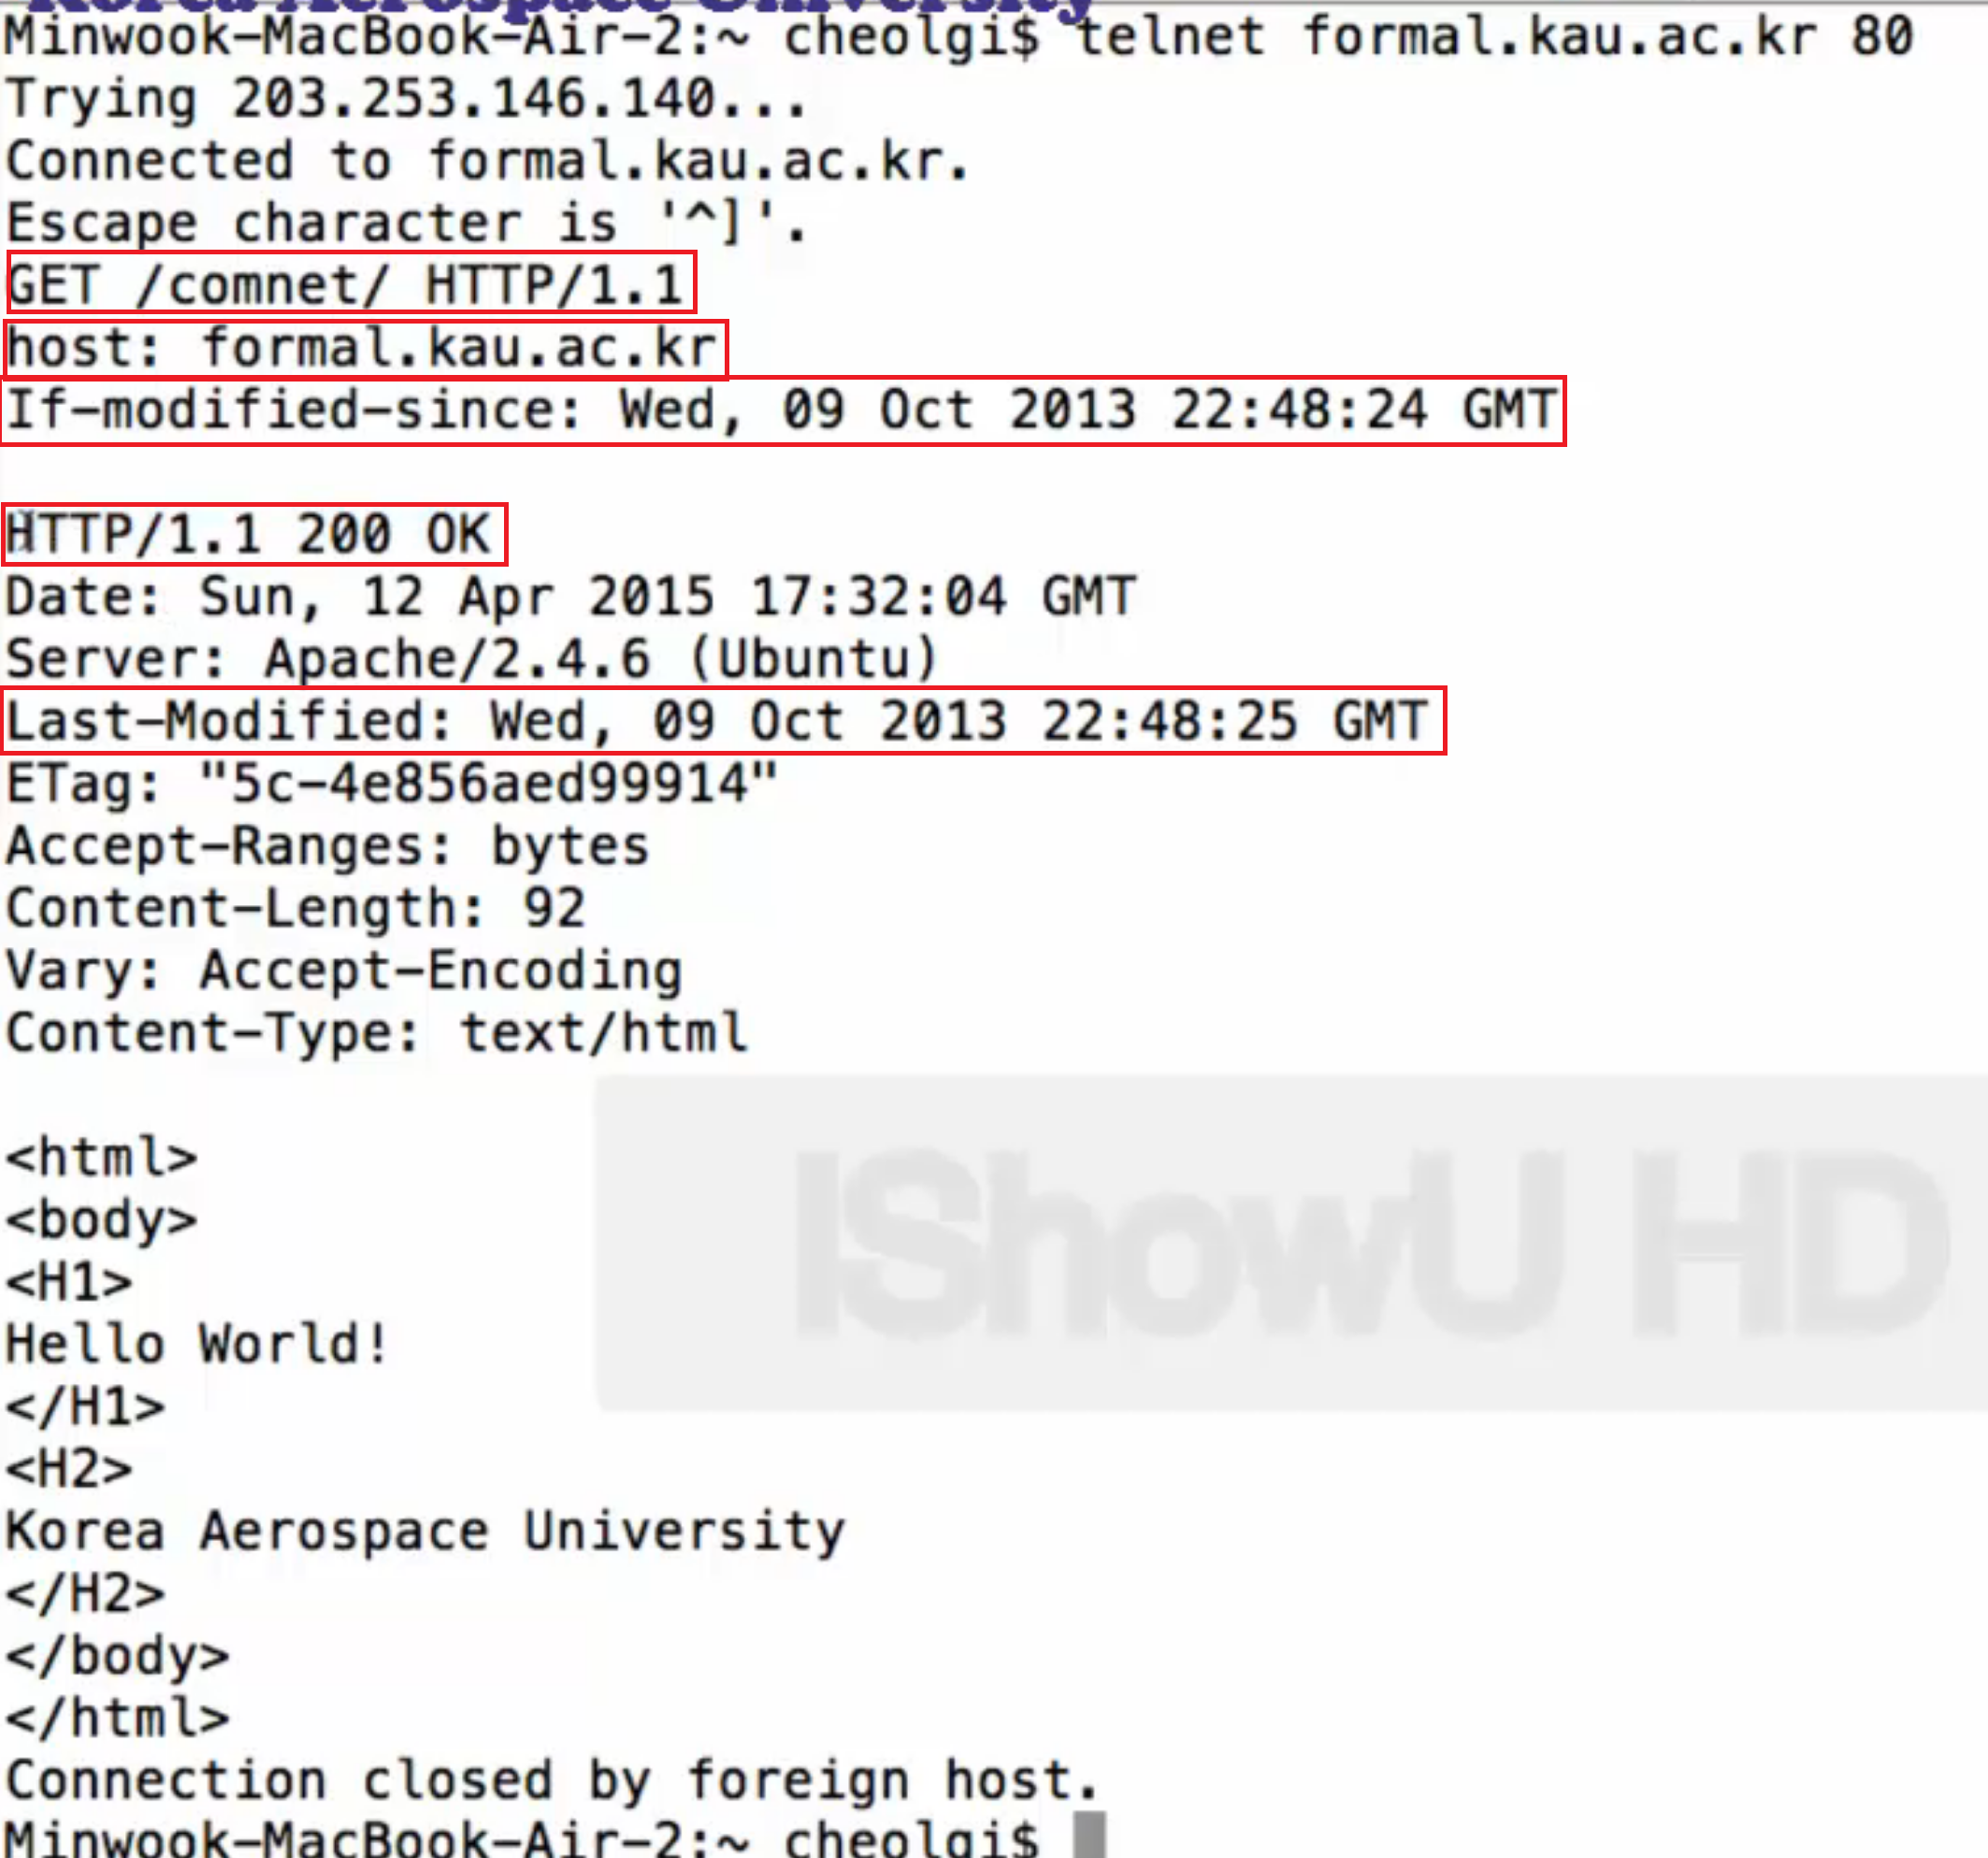 Korea Aerospace University
Minwook-MacBook-Air-2:~ cheolgi$ telnet formal.kau.ac.kr 80
Trying 203.253.146.140...
Connected to formal.kau.ac.kr.
Escape character is '^]'.
GET /comnet/ HTTP/1.1
host: formal.kau.ac.kr
If-modified-since: Wed, 09 Oct 2013 22:48:24 GMT
HTTP/1.1 200 OK
Date: Sun, 12 Apr 2015 17:32:04 GMT
Server: Apache/2.4.6 (Ubuntu)
Last-Modified: Wed, 09 Oct 2013 22:48:25 GMT
ETag: "5c-4e856aed99914"
Accept-Ranges: bytes
Content-Length: 92
Vary: Accept-Encoding
Content-Type: text/html
<html>
<body>
<H1>
IShowU HD
Hello World!
</H1>
<H2>
Korea Aerospace University
</H2>
</body>
</html>
Connection closed by foreign host.
Minwook-MacBook-Air-2:~ cheolgi$